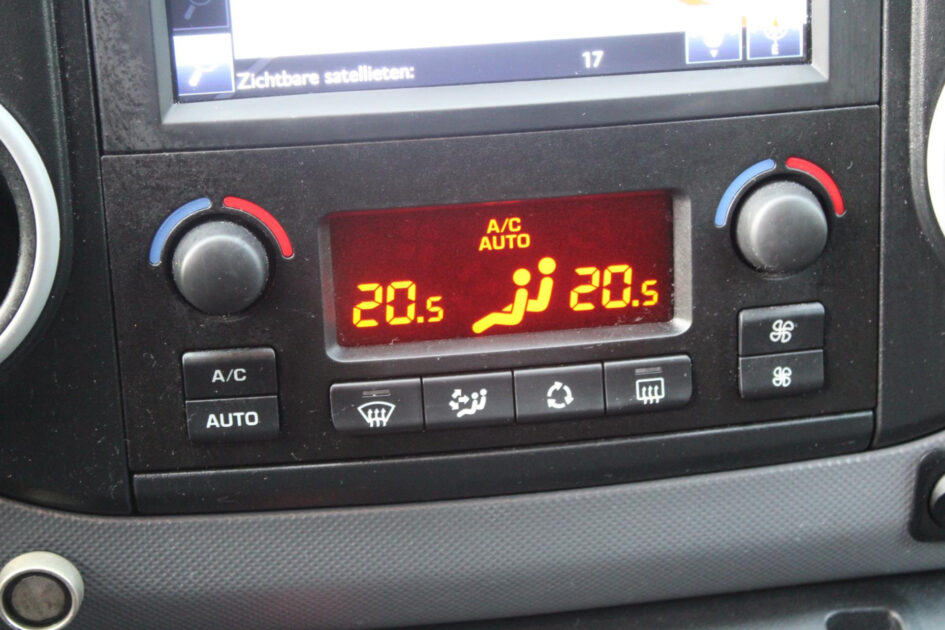 Zichtbare satellieten: 17
A/C
AUTO
20.5 20.5
A/C
AUTO